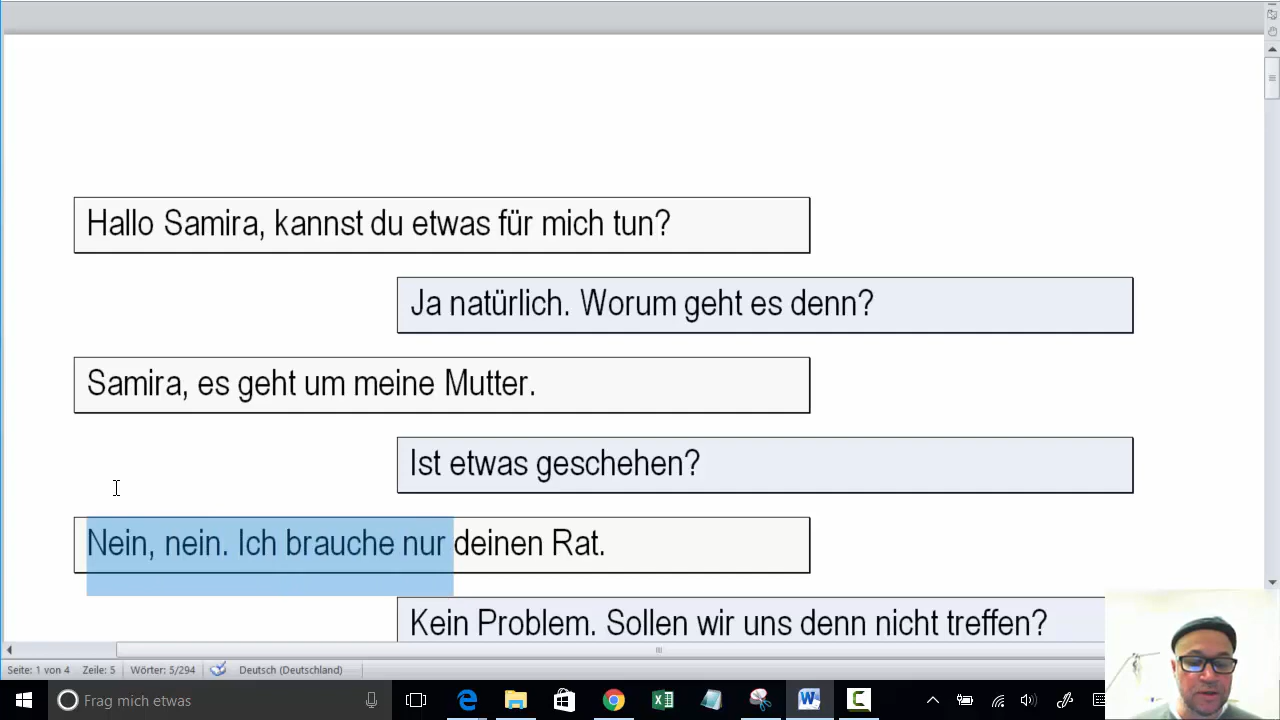 Hallo Samira, kannst du etwas für mich tun?
Ja natürlich. Worum geht es denn?
Samira, es geht um meine Mutter.
Ist etwas geschehen?
Nein, nein. Ich brauche nur deinen Rat.
Kein Problem. Sollen wir uns denn nicht treffen?
Seite: 1 von 4 Zeile: 5 Wörter: 5/294 Deutsch (Deutschland)
Frag mich etwas